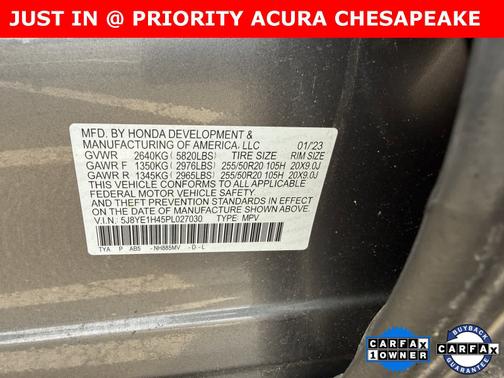 JUST IN @ PRIORITY ACURA CHESAPEAKE
MFD. BY HONDA DEVELOPMENT &
MANUFACTURING OF AMERICA, LLC 01/23
GVWR 2640KG ( 5820LBS) TIRE SIZE RIM SIZE
GAWR F 1350KG ( 2976LBS) 255/50R20 105H 20X9.0J
GAWR R 1345KG ( 2965LBS) 255/50R20 105H 20X9.0J
THIS VEHICLE CONFORMS TO ALL APPLICABLE
FEDERAL MOTOR VEHICLE SAFETY,
AND THEFT PREVENTION STANDARDS IN EFFECT
ON THE DATE OF MANUFACTURE SHOWN ABOVE.
V.I.N. 5J8YE1H45PL027030 TYPE: MPV
TYA P AB5 - NH885MV - D - L
CARFAX
1 OWNER
BUYBACK
CARFAX
GUARANTEE